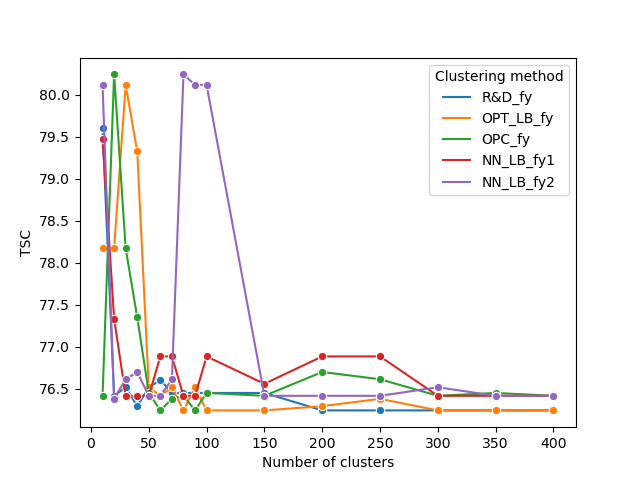 Clustering method
R&D_fy
OPT_LB_fy
OPC_fy
NN_LB_fy1
NN_LB_fy2
TSC
80.0
79.5
79.0
78.5
78.0
77.5
77.0
76.5
0 50 100 150 200 250 300 350 400
Number of clusters